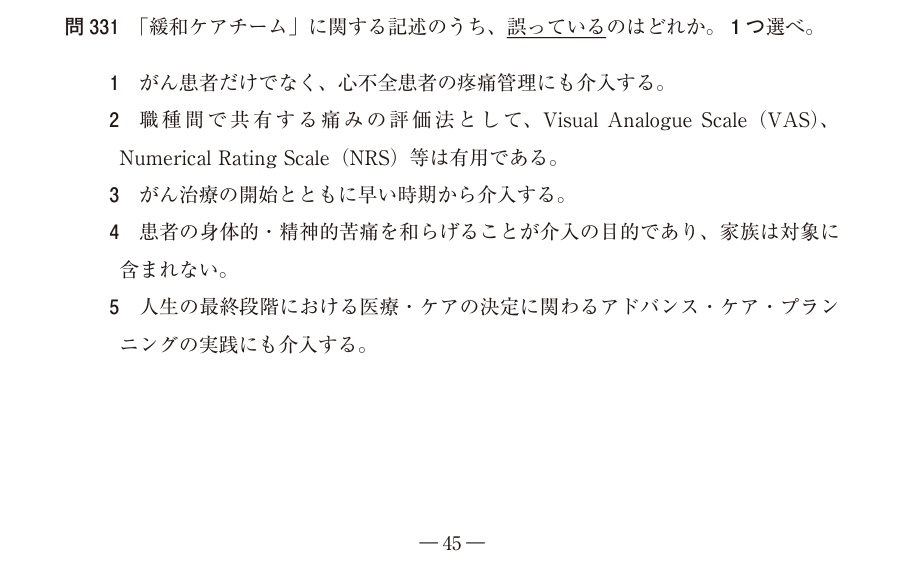 問 331 「緩和ケアチーム」に関する記述のうち、誤っているのはどれか。1つ選べ。
1 がん患者だけでなく、心不全患者の疼痛管理にも介入する。
2 職種間で共有する痛みの評価法として、Visual Analogue Scale（VAS）、
Numerical Rating Scale（NRS）等は有用である。
3 がん治療の開始とともに早い時期から介入する。
4 患者の身体的・精神的苦痛を和らげることが介入の目的であり、家族は対象に
含まれない。
5 人生の最終段階における医療・ケアの決定に関わるアドバンス・ケア・プラン
ニングの実践にも介入する。
― 45 ―